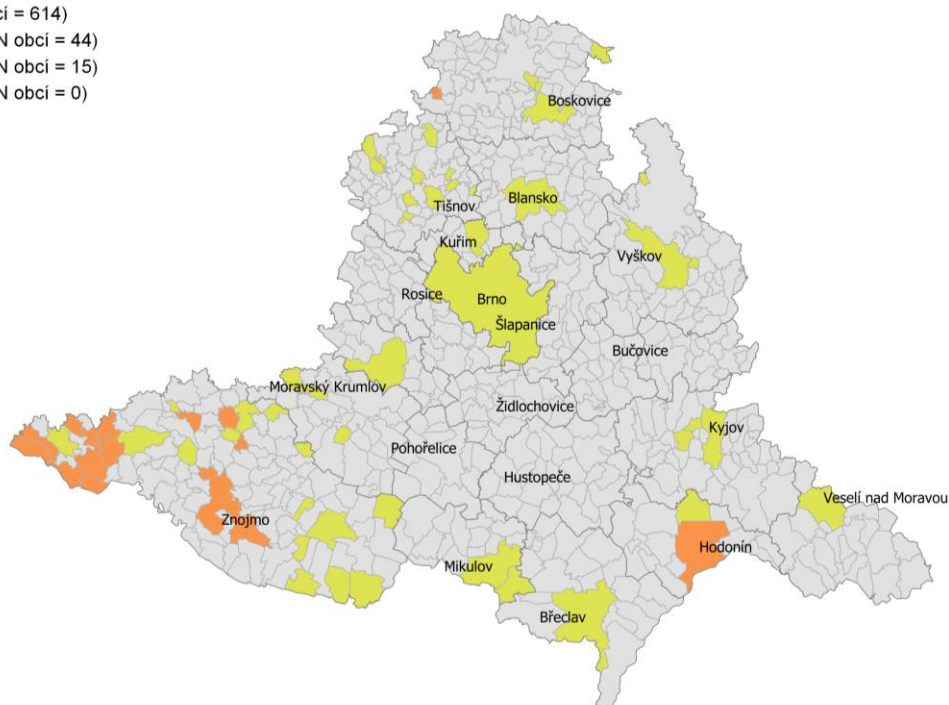 cí = 614)
N obcí = 44)
N obcí = 15)
N obcí = 0)
Boskovice
Blansko
Tišnov
Kuřim
Vyškov
Rosice
Brno
Šlapanice
Bučovice
Moravský Krumlov
Židlochovice
Kyjov
Pohořelice
Hustopeče
Veselí nad Moravou
Znojmo
Hodonín
Mikulov
Břeclav